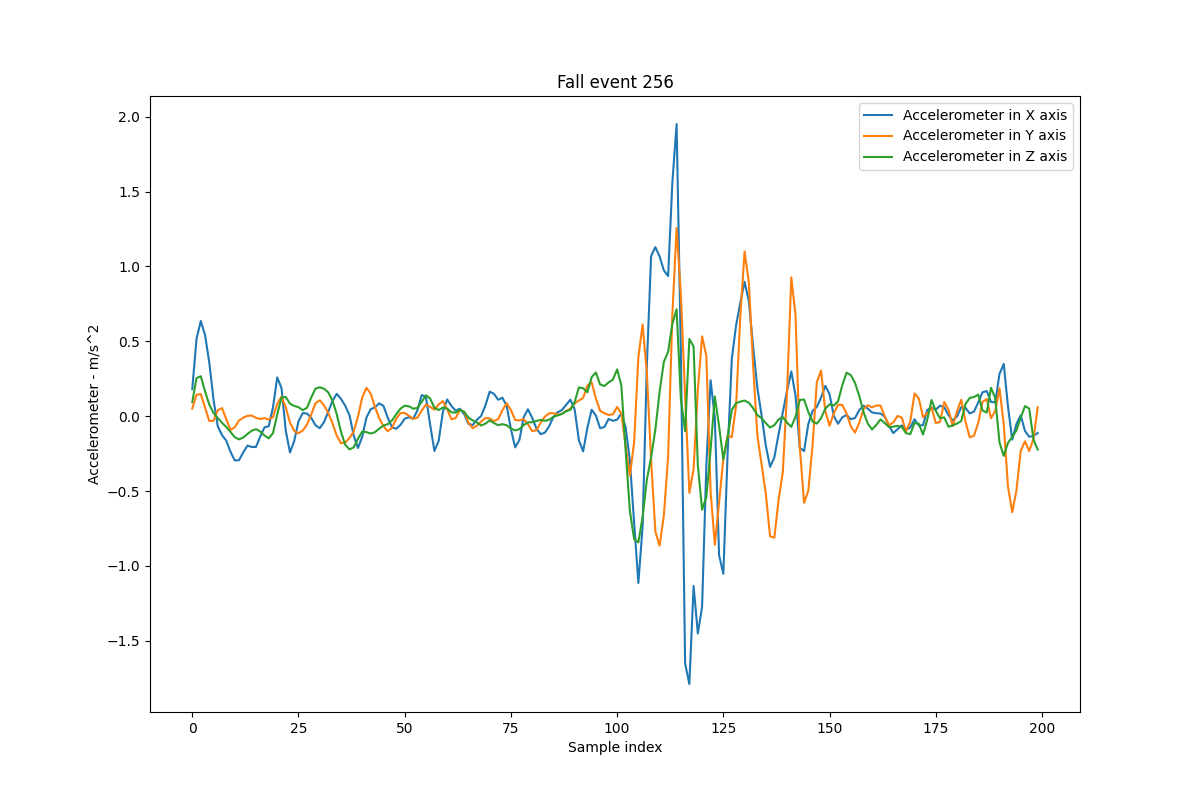 Fall event 256
Accelerometer in X axis
Accelerometer in Y axis
Accelerometer in Z axis
Accelerometer - m/s^2
2.0
1.5
1.0
0.5
0.0
−0.5
−1.0
−1.5
0 25 50 75 100 125 150 175 200
Sample index